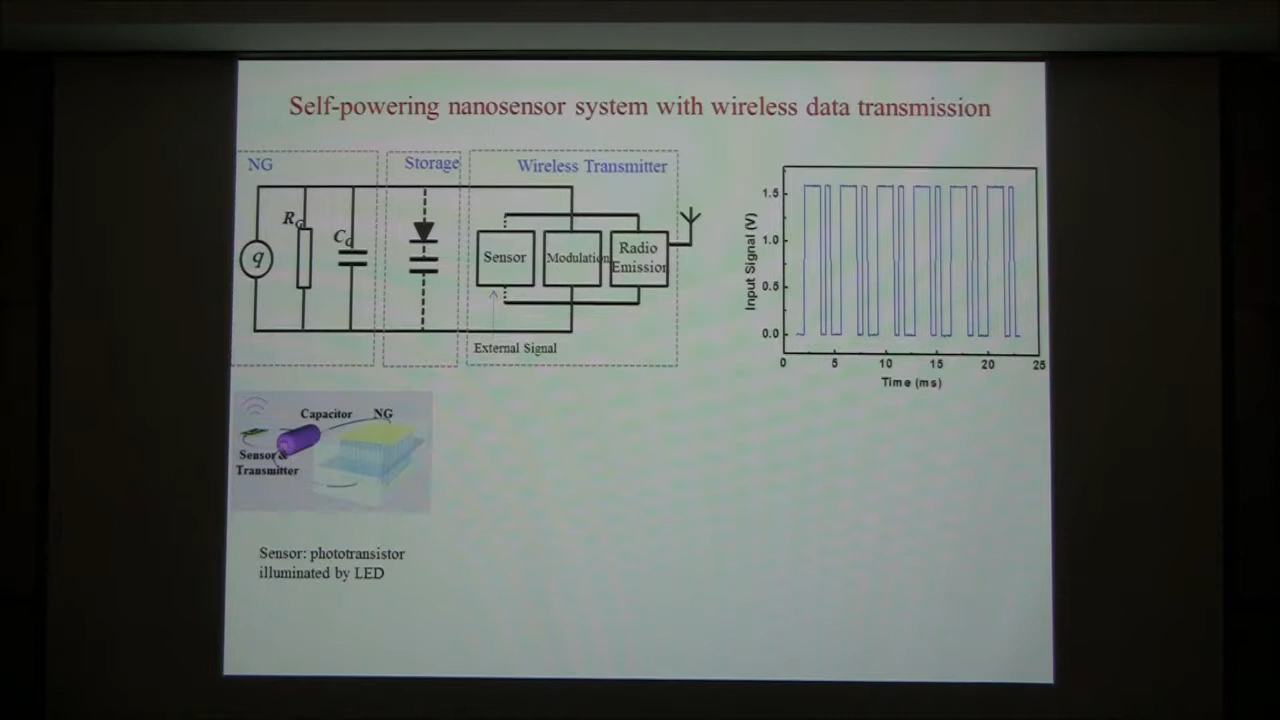 Self-powering nanosensor system with wireless data transmission
NG
Storage
Wireless Transmitter
R_G
C_G
q
Sensor
Modulation
Radio
Emission
External Signal
Input Signal (V)
1.5
1.0
0.5
0.0
0 5 10 15 20 25
Time (ms)
Capacitor NG
Sensor &
Transmitter
Sensor: phototransistor
illuminated by LED